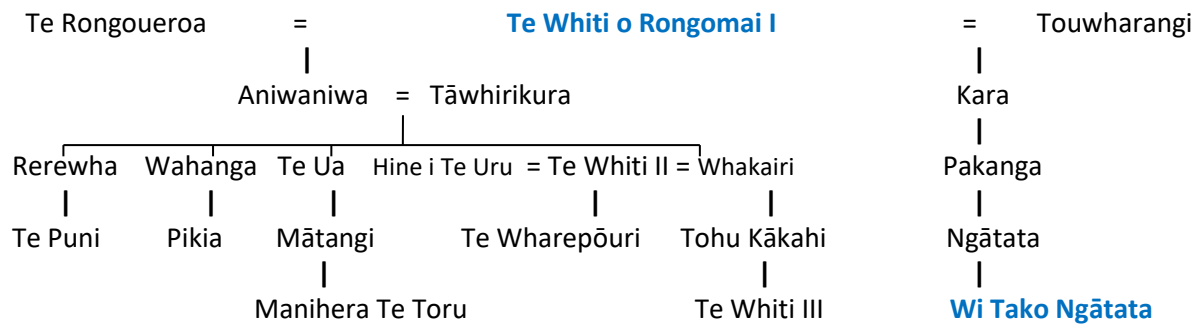 Te Rongoueroa = Te Whiti o Rongomai I = Touwharangi
Aniwaniwa = Tāwhirikura Kara
Rerewha Wahanga Te Ua Hine i Te Uru = Te Whiti II = Whakairi Pakanga
Te Puni Pikia Mātangi Te Wharepōuri Tohu Kākahi Ngātata
Manihera Te Toru Te Whiti III Wi Tako Ngātata